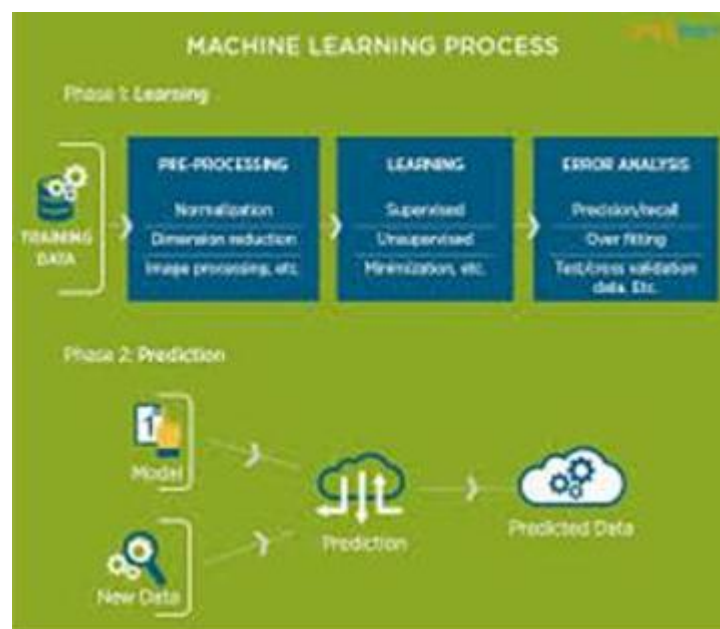 MACHINE LEARNING PROCESS
Phase 1: Learning
TRAINING
DATA
PRE-PROCESSING
Normalization
Dimension reduction
Image processing, etc.
LEARNING
Supervised
Unsupervised
Minimization, etc.
ERROR ANALYSIS
Precision/recall
Over fitting
Test/cross validation
data. Etc.
Phase 2: Prediction
Model
New Data
Prediction
Predicted Data